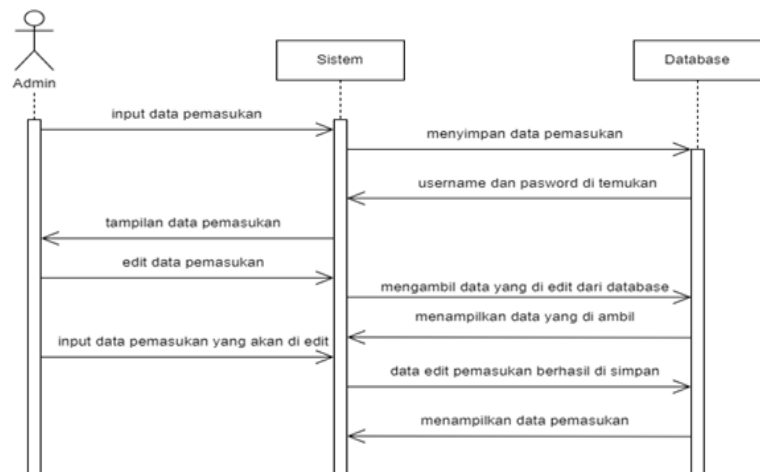 Admin
Sistem
Database
input data pemasukan
menyimpan data pemasukan
username dan pasword di temukan
tampilan data pemasukan
edit data pemasukan
mengambil data yang di edit dari database
menampilkan data yang di ambil
input data pemasukan yang akan di edit
data edit pemasukan berhasil di simpan
menampilkan data pemasukan